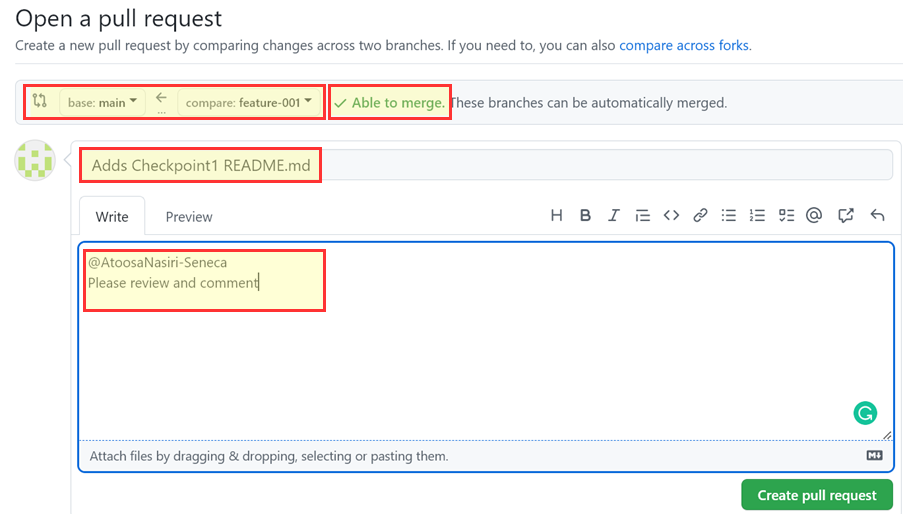 Open a pull request
Create a new pull request by comparing changes across two branches. If you need to, you can also compare across forks.
base: main ← compare: feature-001 ✓ Able to merge. These branches can be automatically merged.
...
Adds Checkpoint1 README.md
Write Preview
@AtoosaNasiri-Seneca
Please review and comment
Attach files by dragging & dropping, selecting or pasting them.
Create pull request